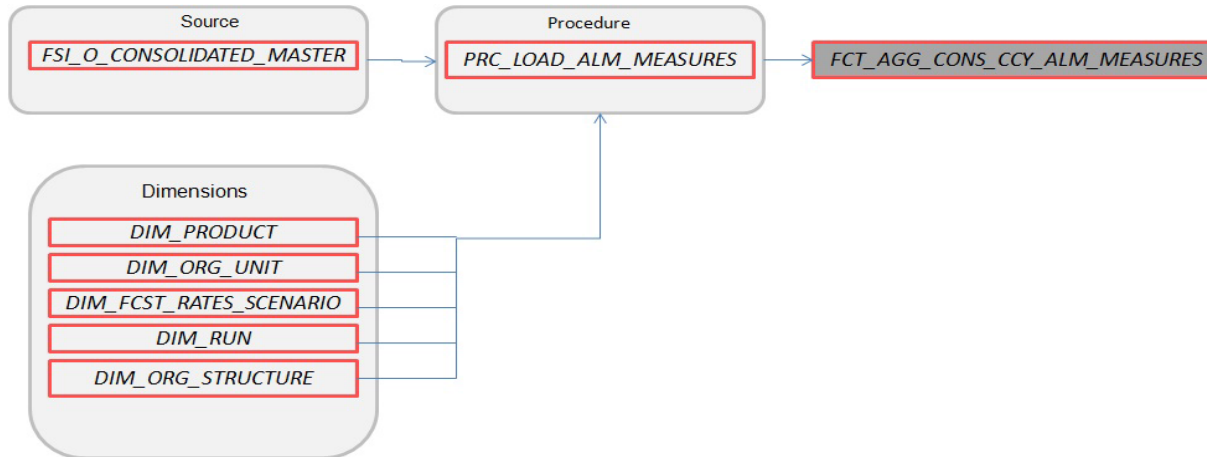 Source
FSI_O_CONSOLIDATED_MASTER
Procedure
PRC_LOAD_ALM_MEASURES
FCT_AGG_CONS_CCY_ALM_MEASURES
Dimensions
DIM_PRODUCT
DIM_ORG_UNIT
DIM_FCST_RATES_SCENARIO
DIM_RUN
DIM_ORG_STRUCTURE